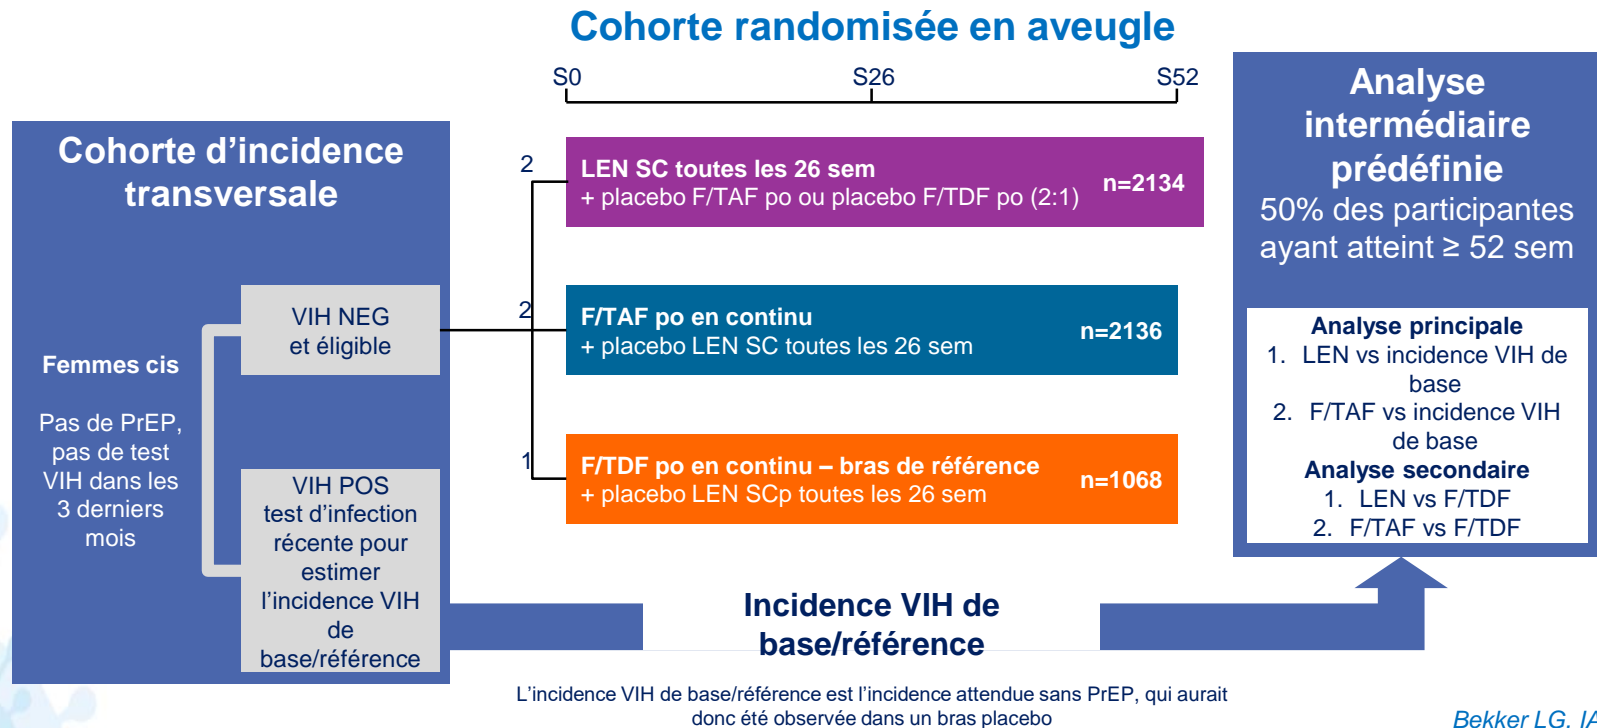 Cohorte randomisée en aveugle
S0
S26
S52
Cohorte d’incidence
transversale
Femmes cis
Pas de PrEP,
pas de test
VIH dans les
3 derniers
mois
VIH NEG
et éligible
VIH POS
test d’infection
récente pour
estimer
l’incidence VIH
de
base/référence
2
LEN SC toutes les 26 sem
+ placebo F/TAF po ou placebo F/TDF po (2:1)
n=2134
2
F/TAF po en continu
+ placebo LEN SC toutes les 26 sem
n=2136
1
F/TDF po en continu – bras de référence
+ placebo LEN SCp toutes les 26 sem
n=1068
Analyse
intermédiaire
prédéfinie
50% des participantes
ayant atteint ≥ 52 sem
Analyse principale
1. LEN vs incidence VIH de
base
2. F/TAF vs incidence VIH
de base
Analyse secondaire
1. LEN vs F/TDF
2. F/TAF vs F/TDF
Incidence VIH de
base/référence
L’incidence VIH de base/référence est l’incidence attendue sans PrEP, qui aurait
donc été observée dans un bras placebo
Bekker LG, IA